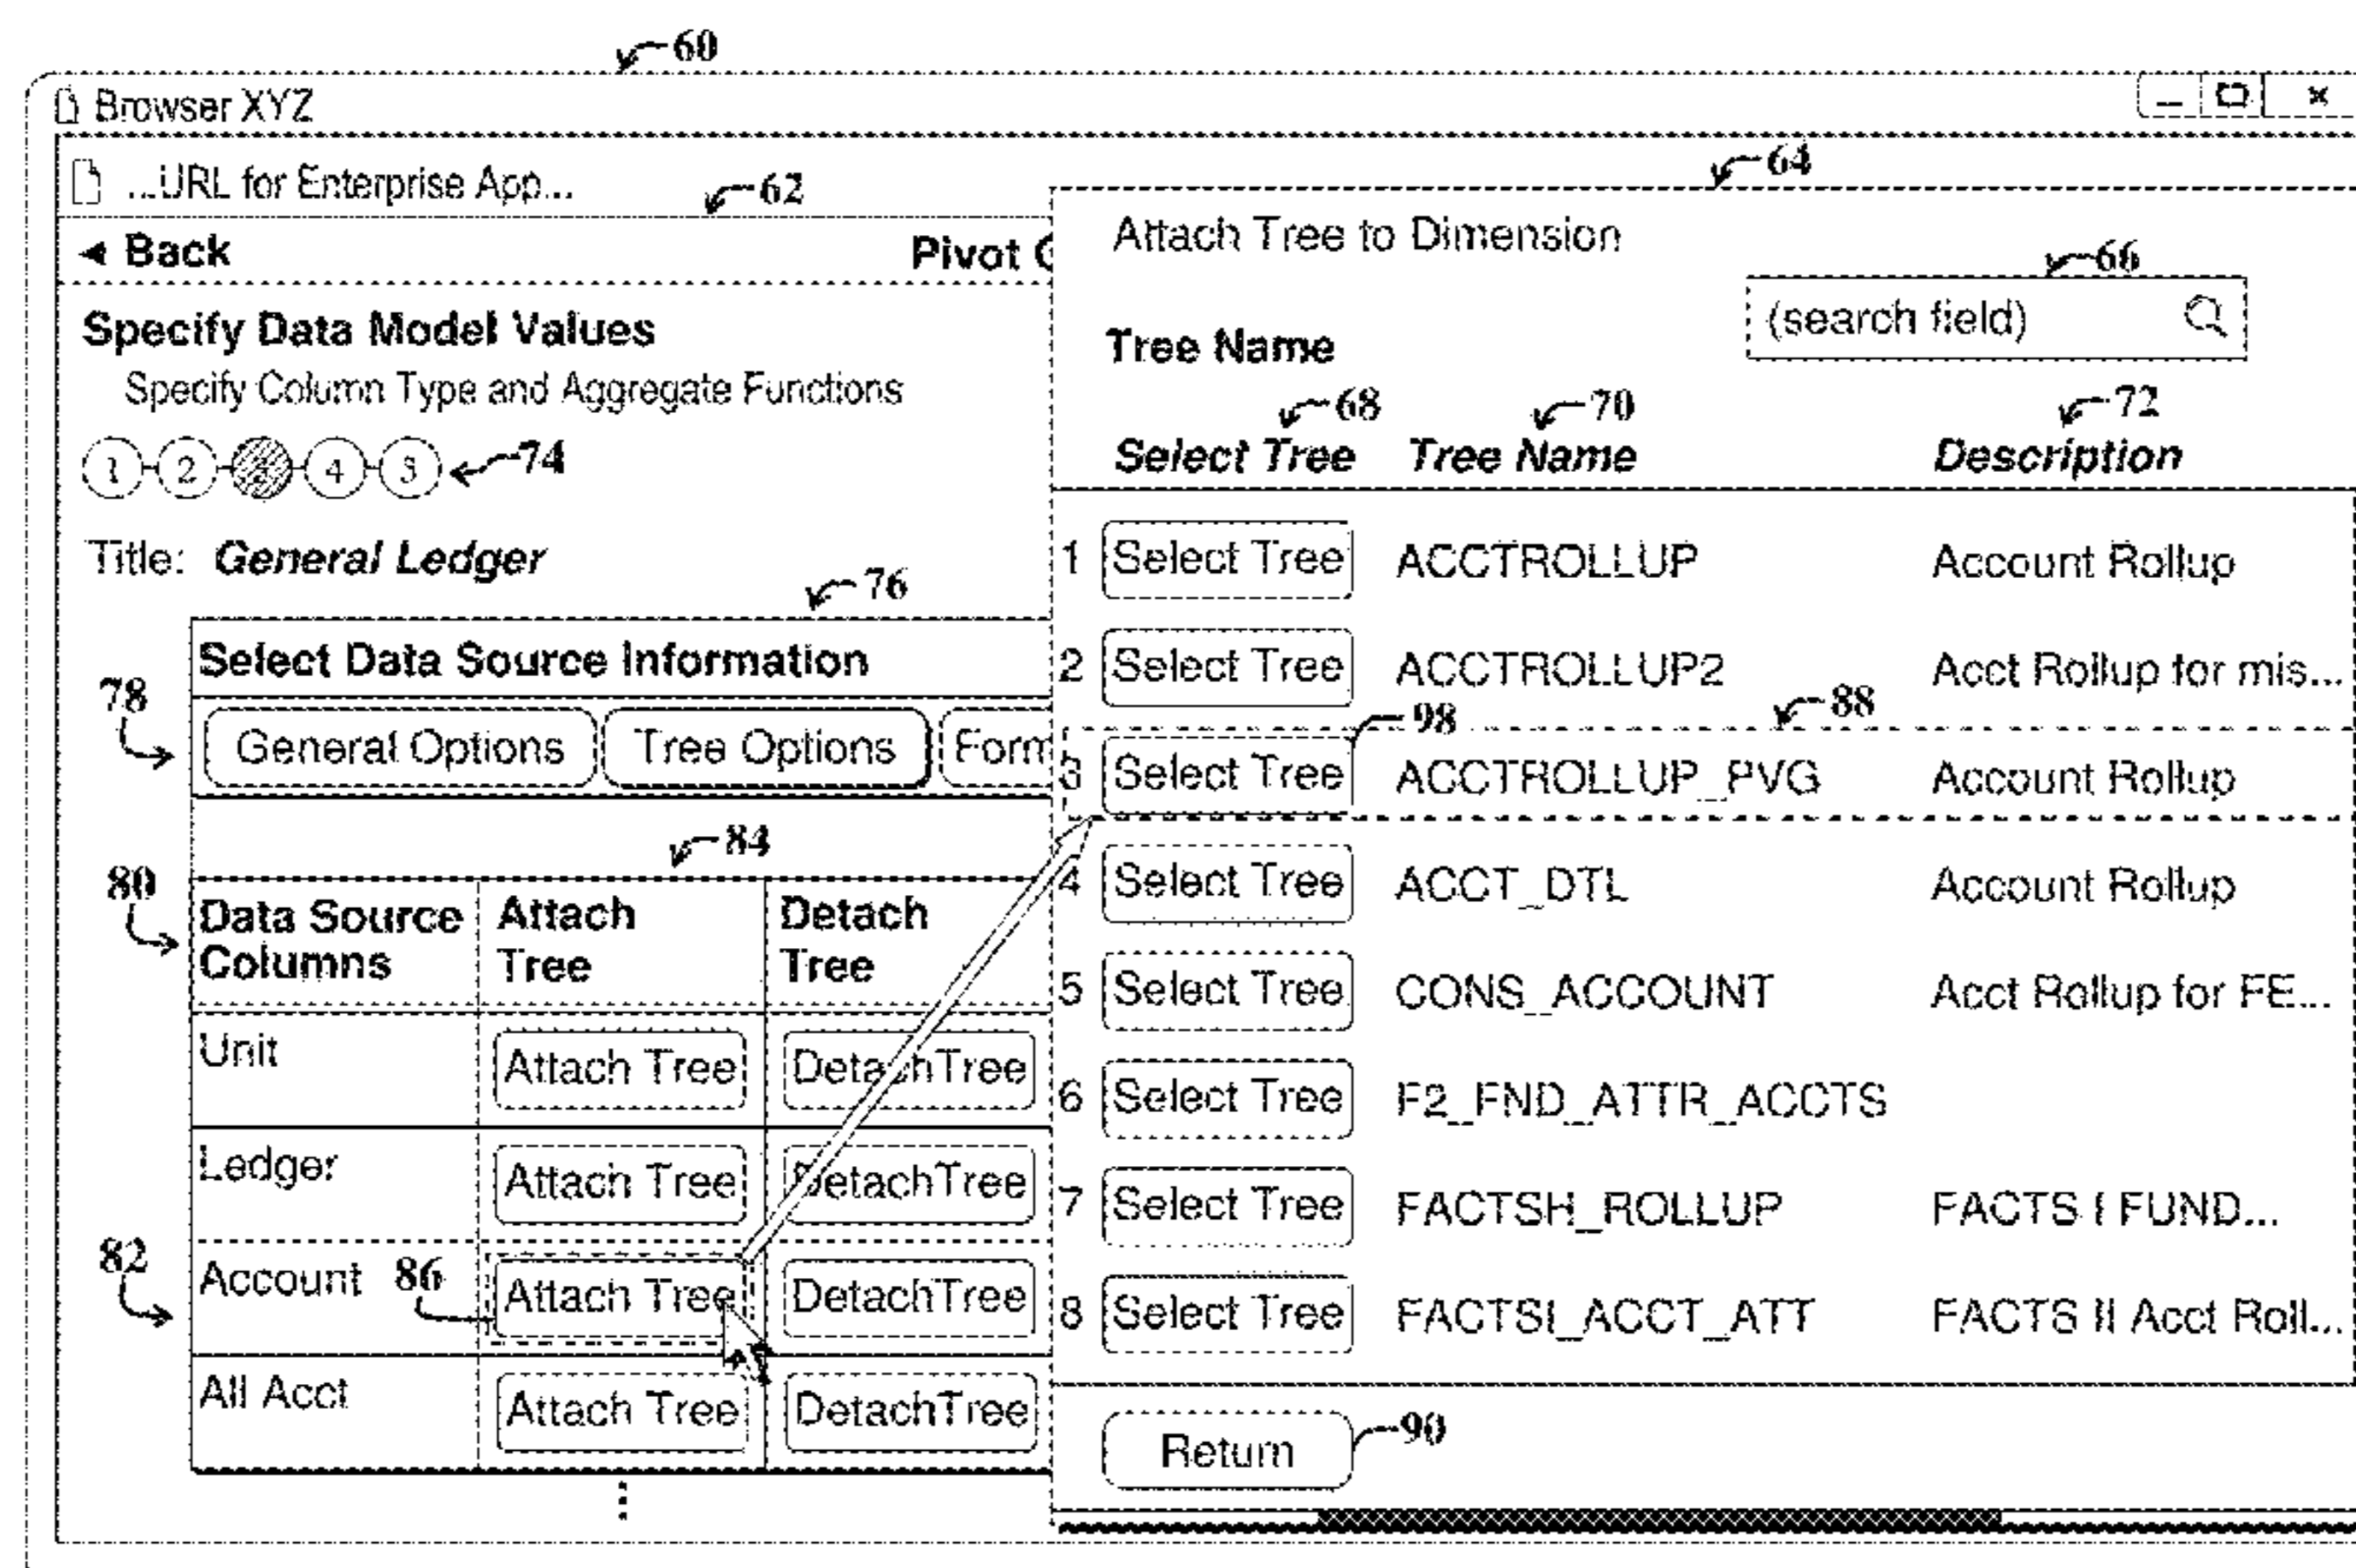 60
Browser XYZ
...URL for Enterprise App...
62
64
Back
Pivot
Attach Tree to Dimension
66
(search field)
Specify Data Model Values
Specify Column Type and Aggregate Functions
Tree Name
68
70
72
Select Tree Tree Name Description
1 2 4 3
74
Title: General Ledger
76
Select Data Source Information
78
General Options Tree Options Form
84
80
Data Source Columns
Attach Tree
Detach Tree
Unit Attach Tree DetachTree
Ledger Attach Tree DetachTree
82
Account 86 Attach Tree DetachTree
All Acct Attach Tree DetachTree
1 Select Tree ACCTROLLUP Account Rollup
2 Select Tree ACCTROLLUP2 Acct Rollup for mis...
98
88
3 Select Tree ACCTROLLUP_PVG Account Rollup
4 Select Tree ACCT_DTL Account Rollup
5 Select Tree CONS_ACCOUNT Acct Rollup for FE...
6 Select Tree F2_FND_ATTR_ACCTS
7 Select Tree FACTSH_ROLLUP FACTS I FUND...
8 Select Tree FACTSI_ACCT_ATT FACTS II Acct Roll...
Return
90